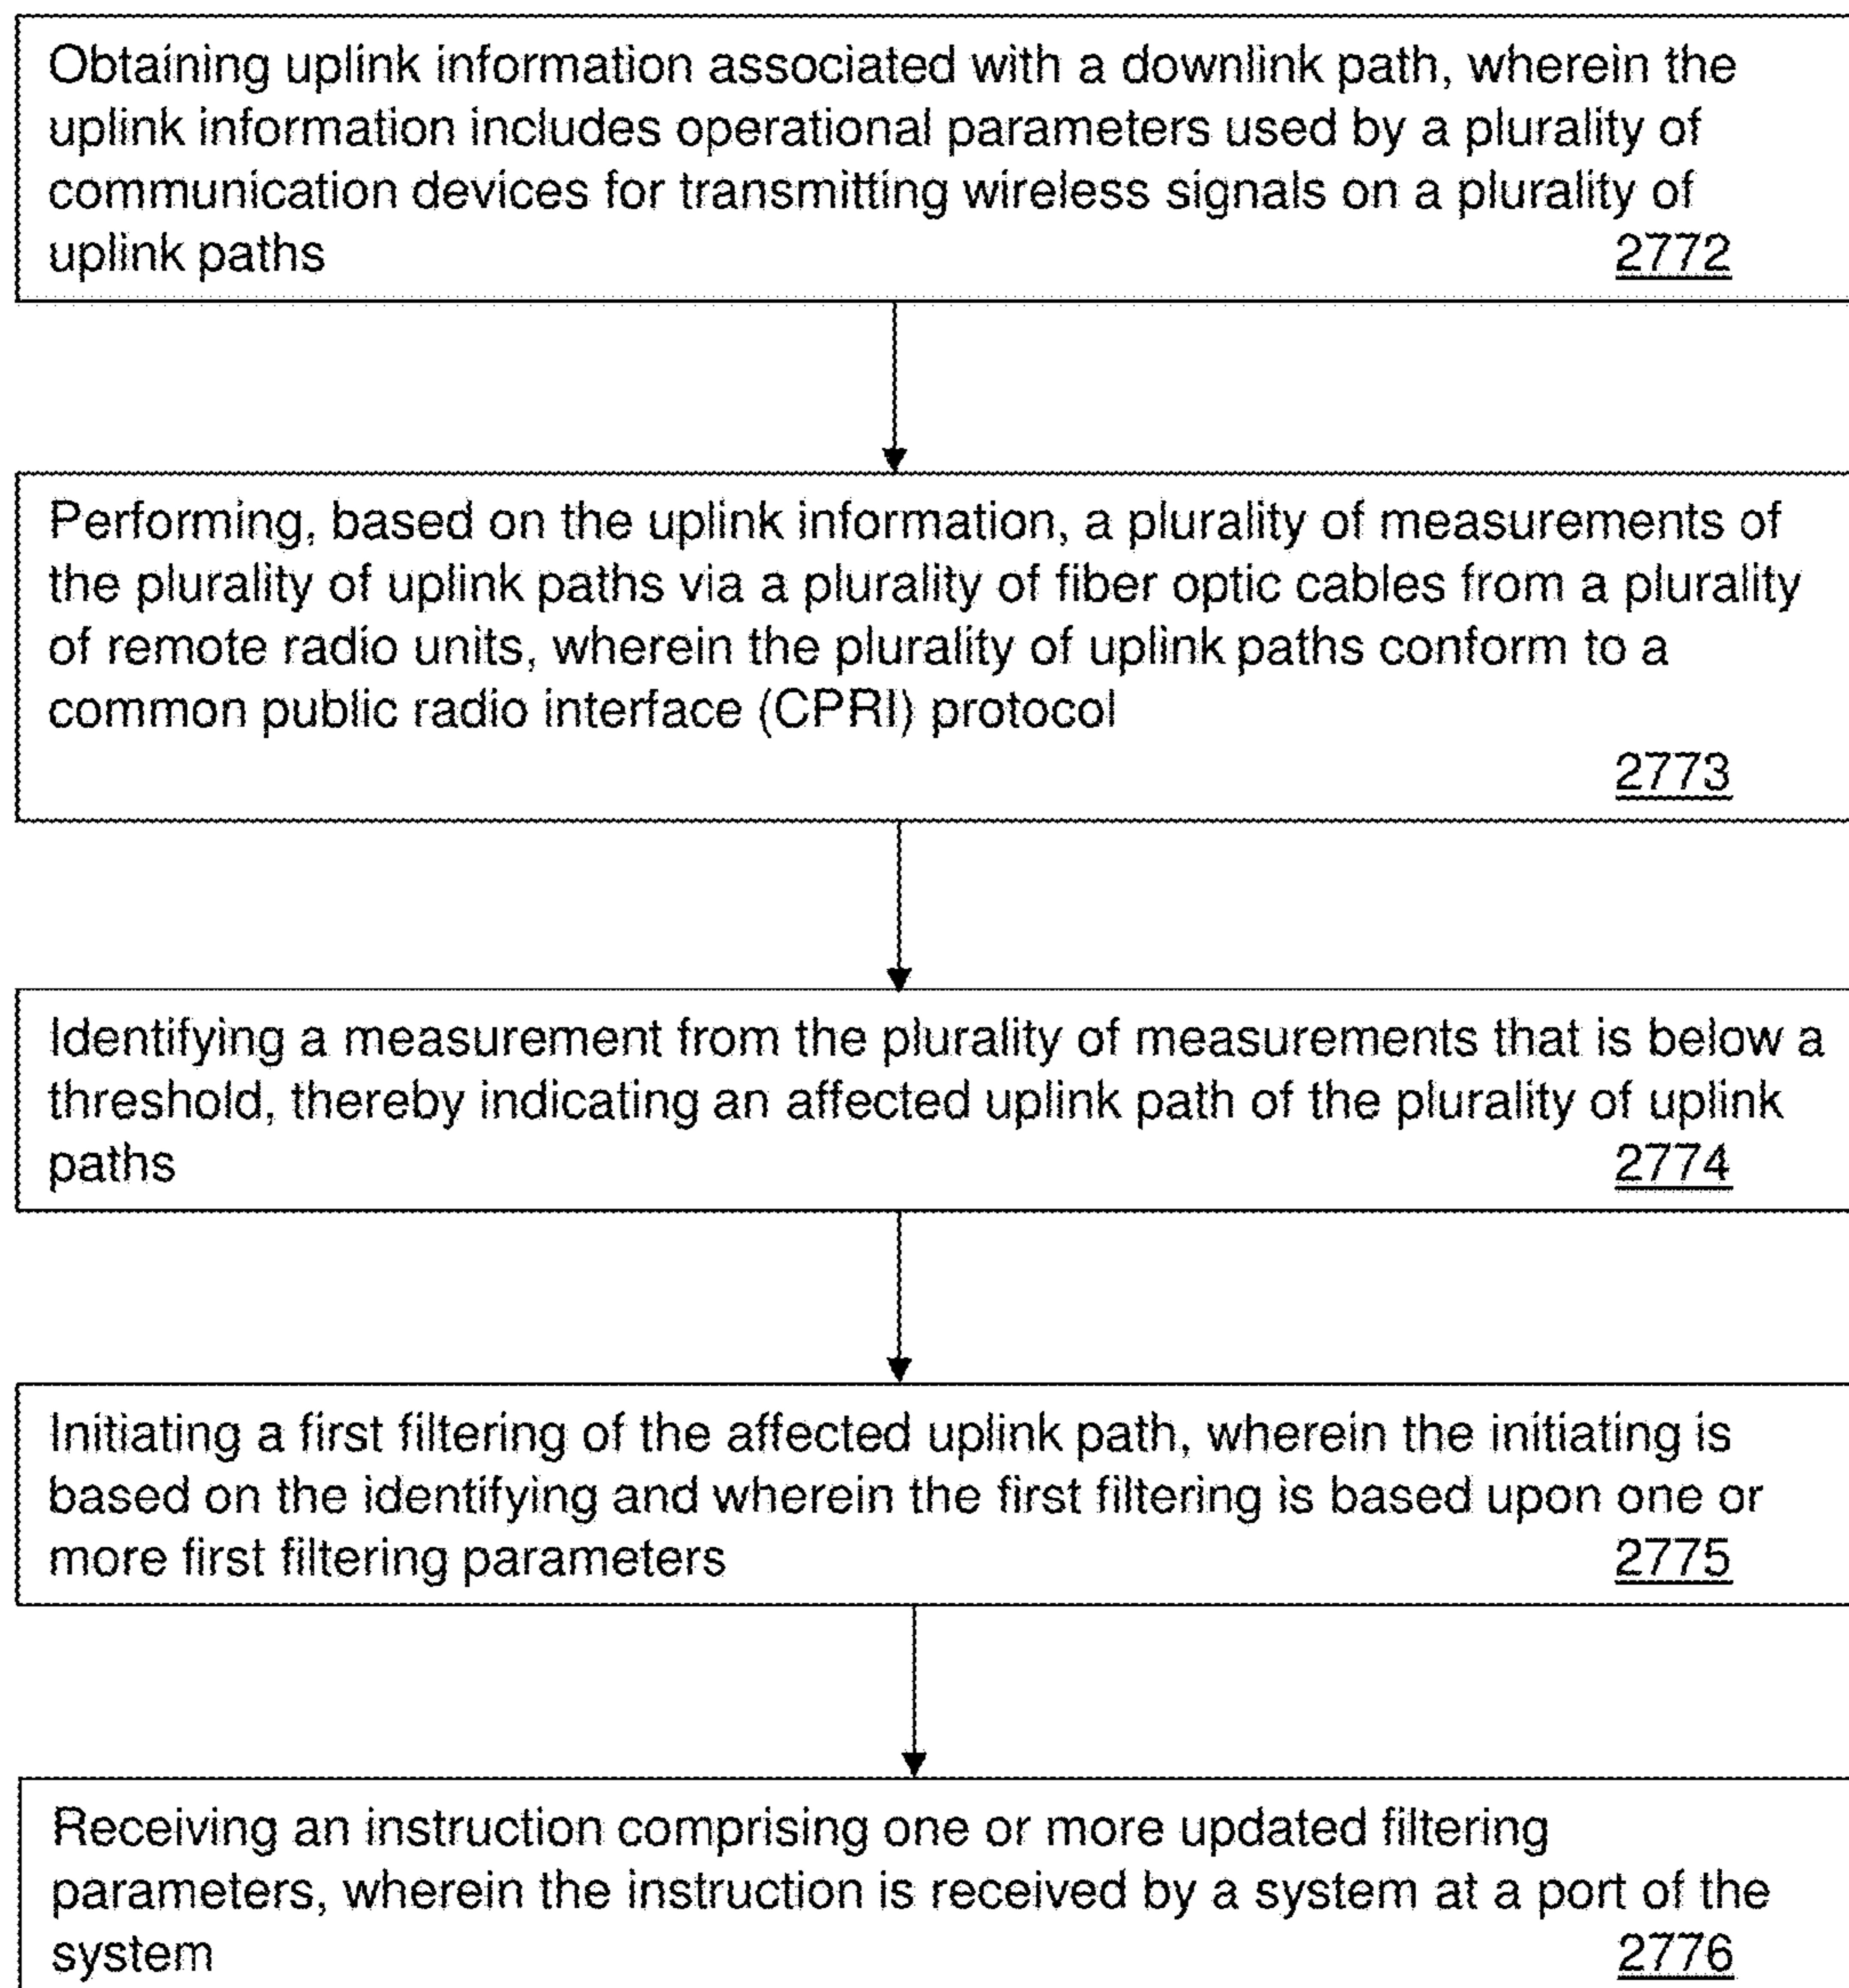 Obtaining uplink information associated with a downlink path, wherein the
uplink information includes operational parameters used by a plurality of
communication devices for transmitting wireless signals on a plurality of
uplink paths 2772
Performing, based on the uplink information, a plurality of measurements of
the plurality of uplink paths via a plurality of fiber optic cables from a plurality
of remote radio units, wherein the plurality of uplink paths conform to a
common public radio interface (CPRI) protocol
2773
Identifying a measurement from the plurality of measurements that is below a
threshold, thereby indicating an affected uplink path of the plurality of uplink
paths 2774
Initiating a first filtering of the affected uplink path, wherein the initiating is
based on the identifying and wherein the first filtering is based upon one or
more first filtering parameters 2775
Receiving an instruction comprising one or more updated filtering
parameters, wherein the instruction is received by a system at a port of the
system 2776